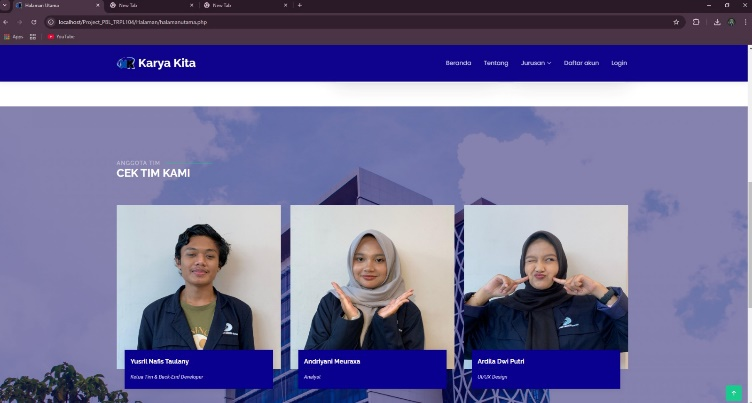 Halaman Utama
New Tab
New Tab
localhost/Project_PBL_TRPL104/Halaman/halamanutama.php
Apps
YouTube
Karya Kita
Beranda
Tentang
Jurusan
Daftar akun
Login
ANGGOTA TIM
CEK TIM KAMI
Yusril Nafis Taulany
Ketua Tim & Back-End Developer
Andriyani Meuraxa
Analyst
Ardila Dwi Putri
UI/UX Design